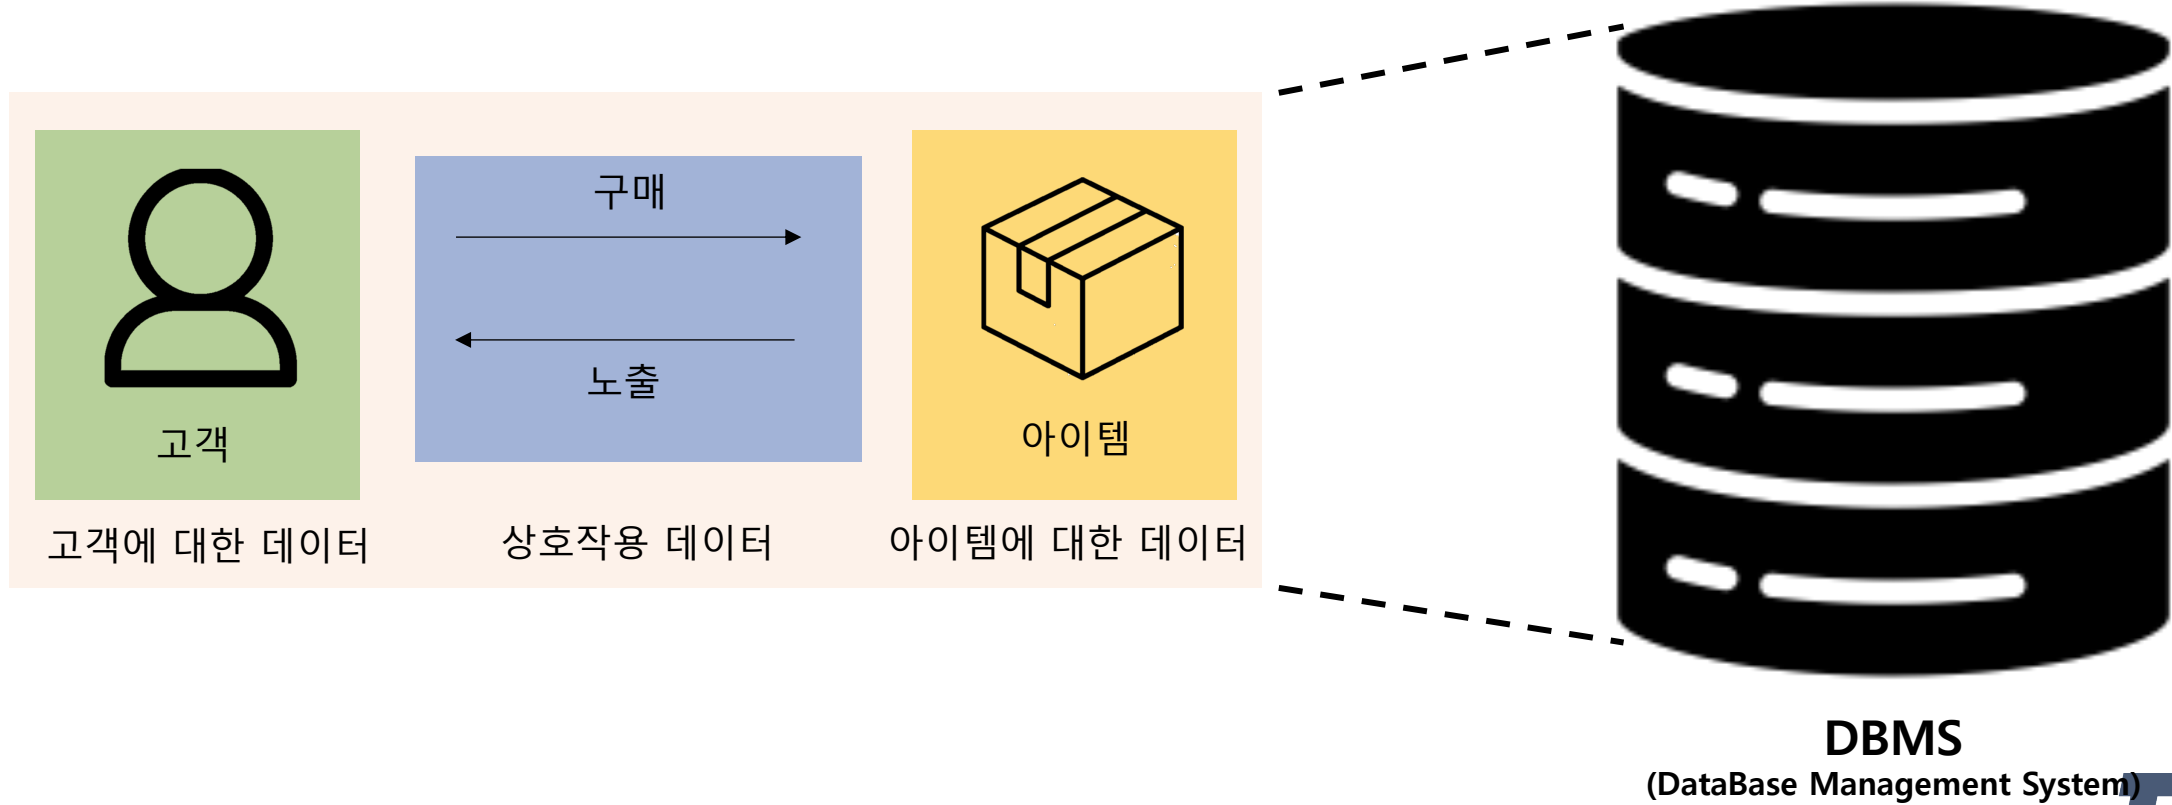 구매
노출
고객
아이템
고객에 대한 데이터
상호작용 데이터
아이템에 대한 데이터
DBMS
(DataBase Management System)